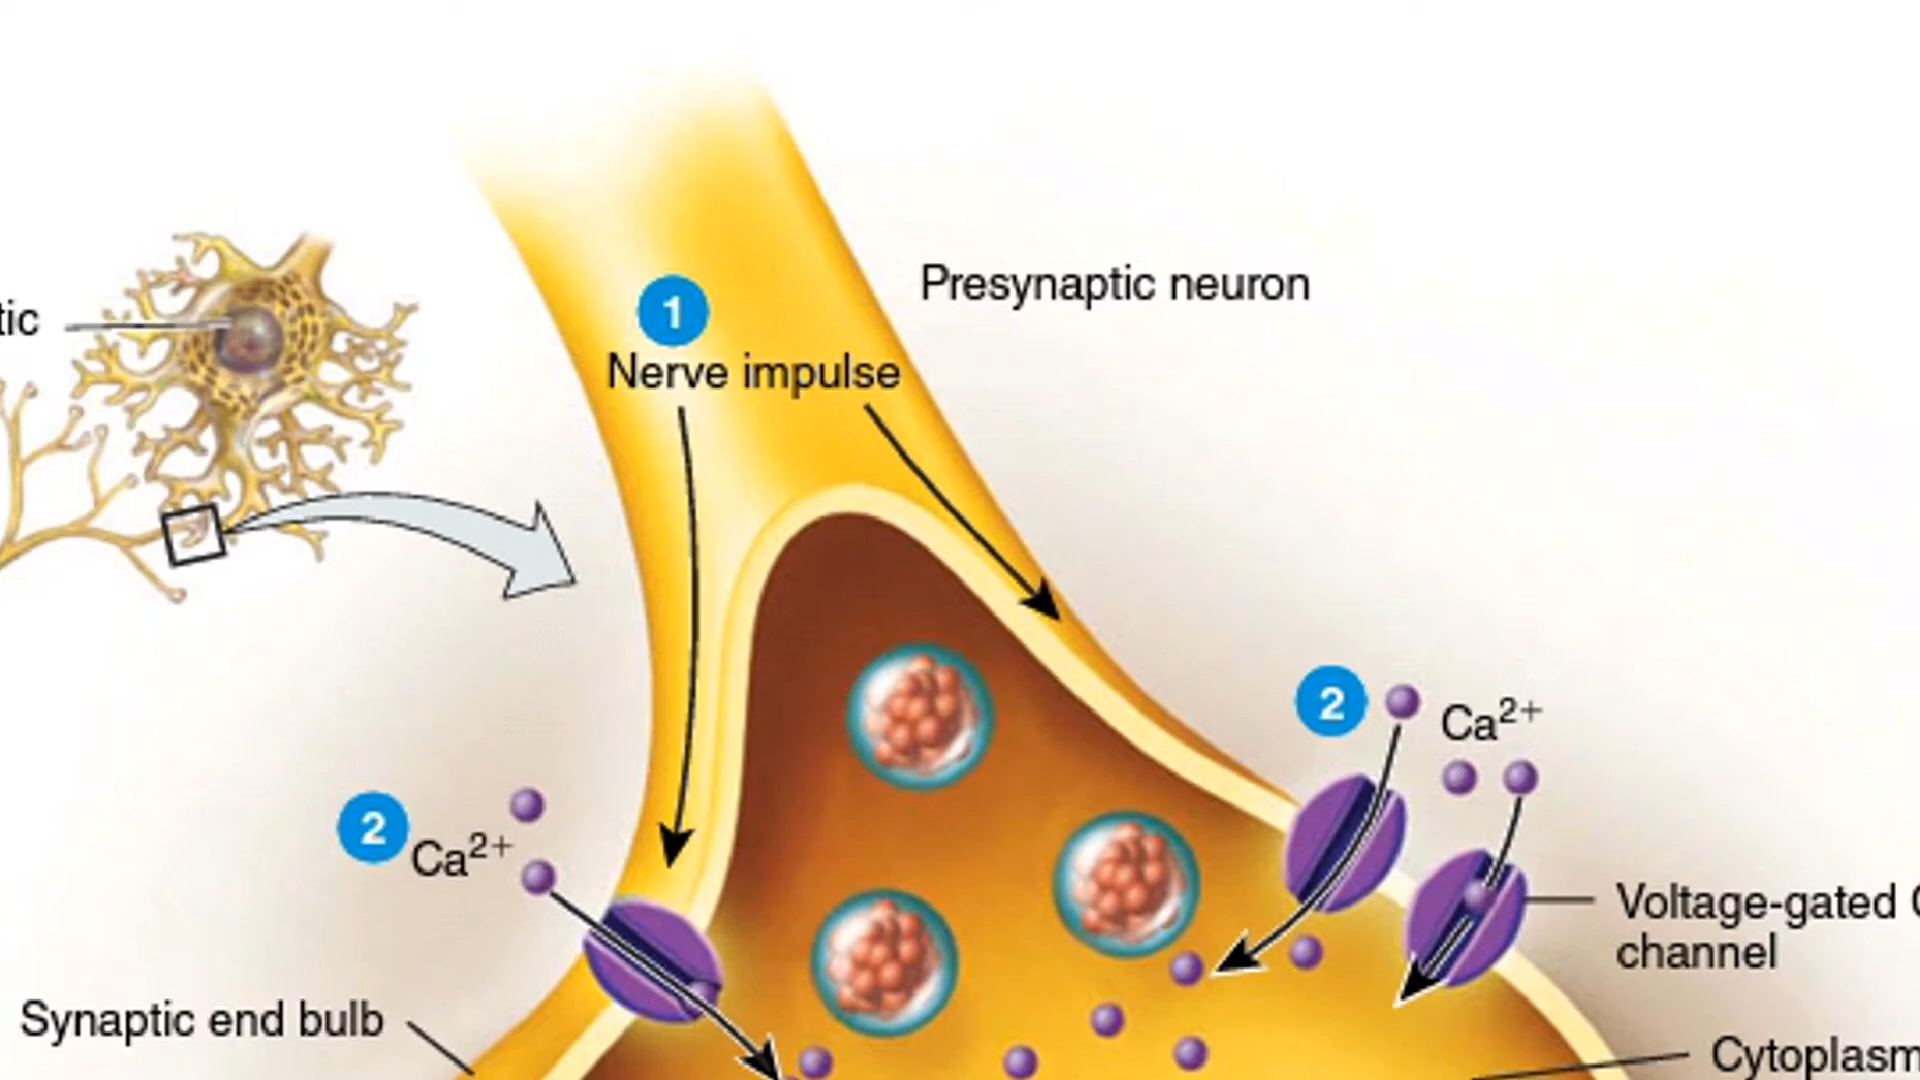 Presynaptic neuron
tic
1
Nerve impulse
2
Ca2+
2
Ca2+
Voltage-gated
channel
Synaptic end bulb
Cytoplasm